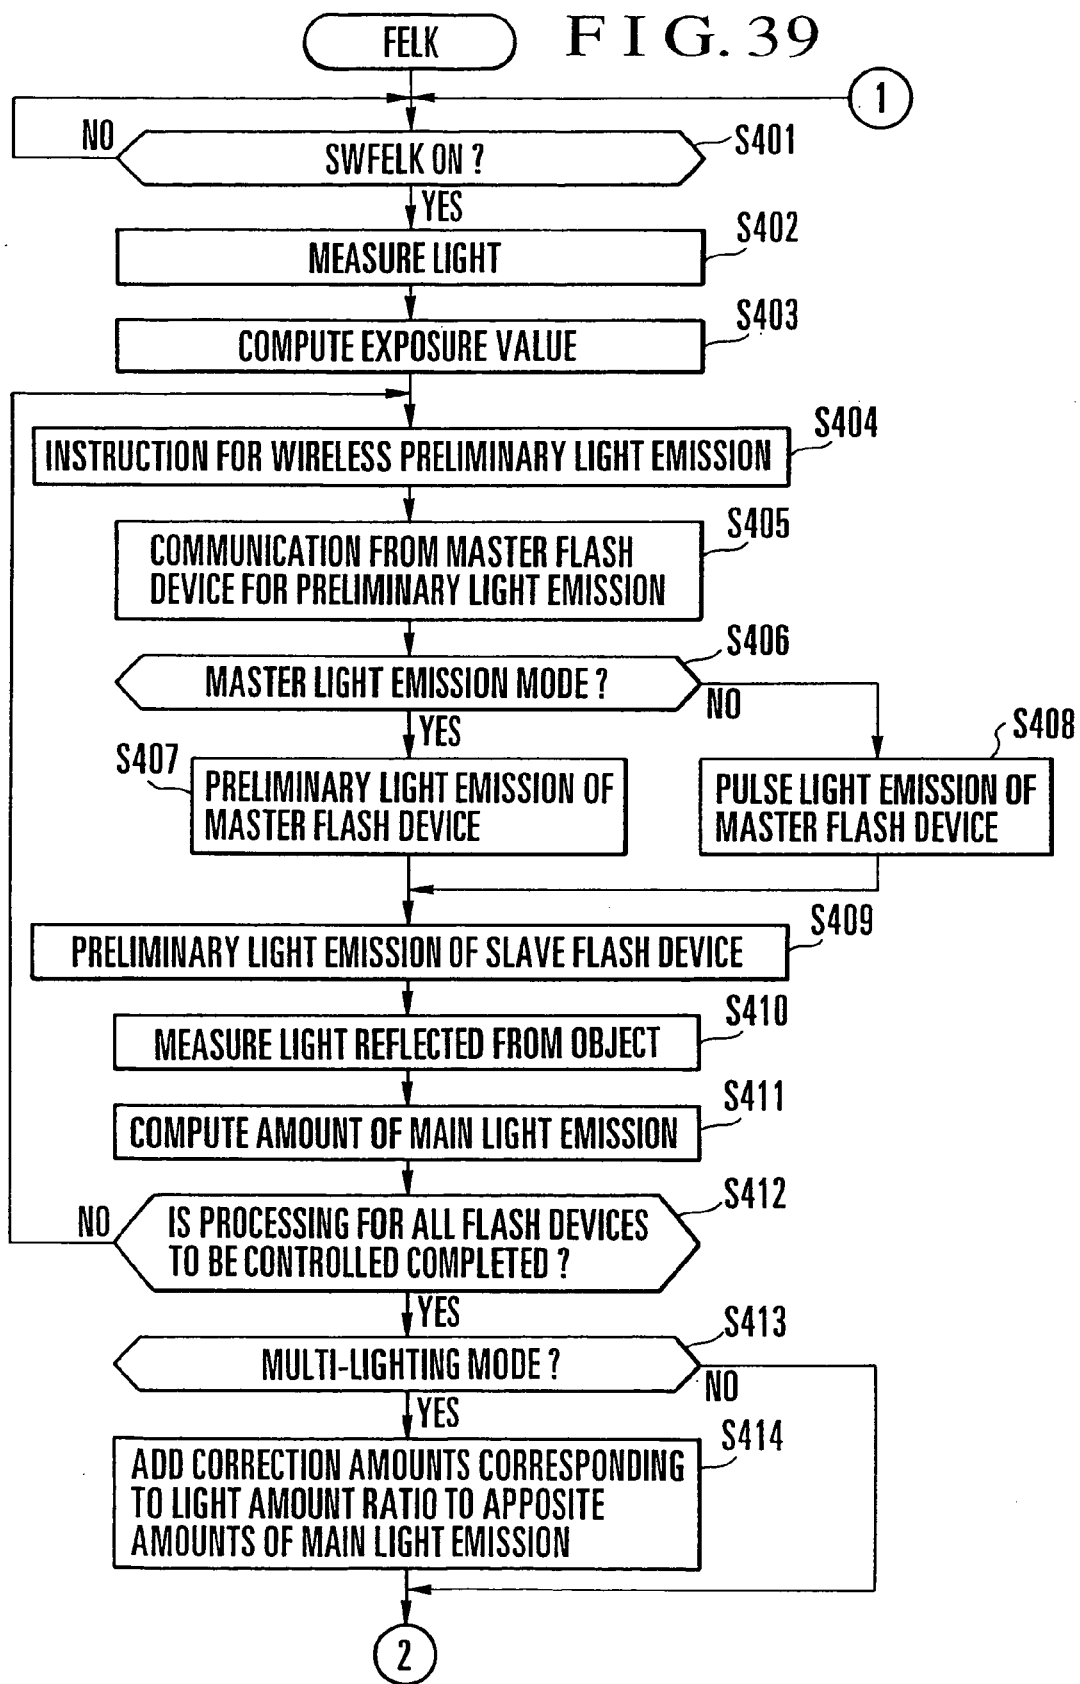 FELK
FIG. 39
1
NO
S401
SWFELK ON ?
YES
S402
MEASURE LIGHT
S403
COMPUTE EXPOSURE VALUE
S404
INSTRUCTION FOR WIRELESS PRELIMINARY LIGHT EMISSION
S405
COMMUNICATION FROM MASTER FLASH
DEVICE FOR PRELIMINARY LIGHT EMISSION
S406
MASTER LIGHT EMISSION MODE ?
NO
YES
S407
S408
PRELIMINARY LIGHT EMISSION OF
MASTER FLASH DEVICE
PULSE LIGHT EMISSION OF
MASTER FLASH DEVICE
S409
PRELIMINARY LIGHT EMISSION OF SLAVE FLASH DEVICE
S410
MEASURE LIGHT REFLECTED FROM OBJECT
S411
COMPUTE AMOUNT OF MAIN LIGHT EMISSION
S412
NO
IS PROCESSING FOR ALL FLASH DEVICES
TO BE CONTROLLED COMPLETED ?
YES
S413
MULTI-LIGHTING MODE ?
NO
YES
S414
ADD CORRECTION AMOUNTS CORRESPONDING
TO LIGHT AMOUNT RATIO TO APPOSITE
AMOUNTS OF MAIN LIGHT EMISSION
2